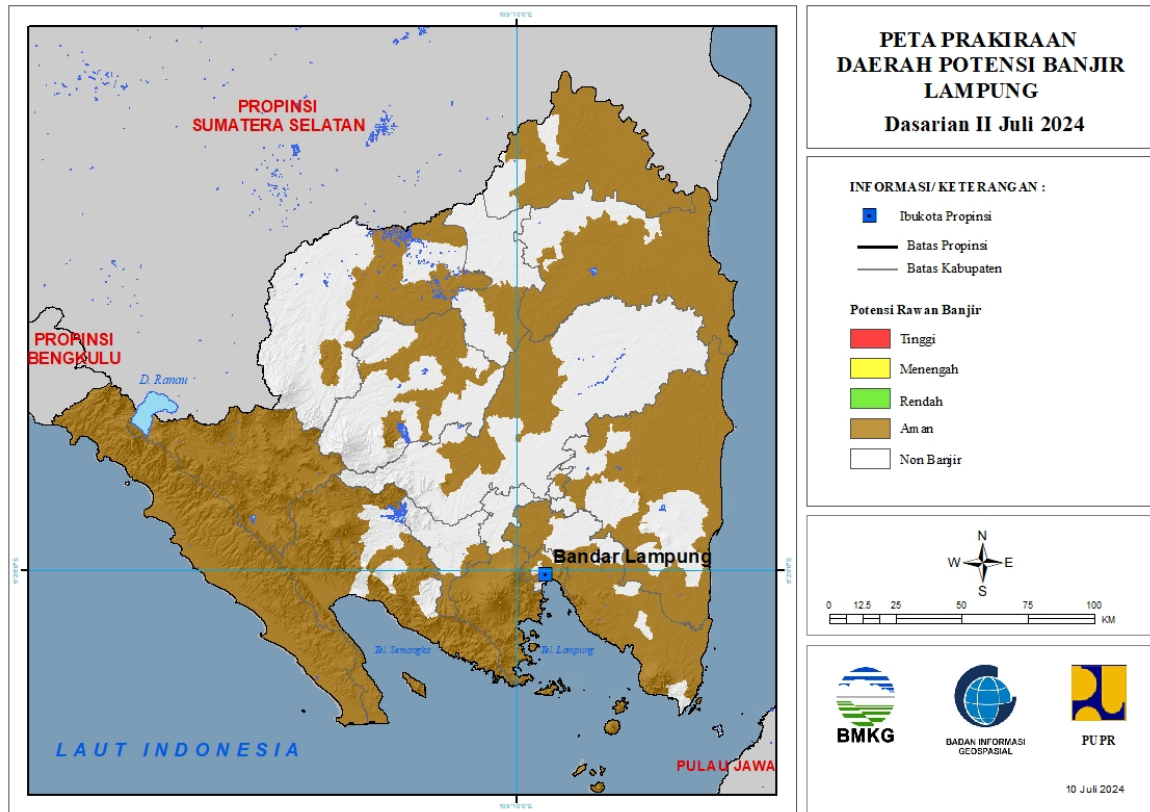 105°10'0"E
PROPINSI
SUMATERA SELATAN
PROPINSI
BENGKULU
D. Ranau
Bandar Lampung
Tel. Semangka
Tel. Lampung
LAUT INDONESIA
PULAU JAWA
PETA PRAKIRAAN
DAERAH POTENSI BANJIR
LAMPUNG
Dasarian II Juli 2024
INFORMASI/KETERANGAN :
Ibukota Propinsi
Batas Propinsi
Batas Kabupaten
Potensi Rawan Banjir
Tinggi
Menengah
Rendah
Aman
Non Banjir
N
W E
S
0 12.5 25 50 75 100
KM
BMKG
BADAN INFORMASI
GEOSPASIAL
PUPR
10 Juli 2024